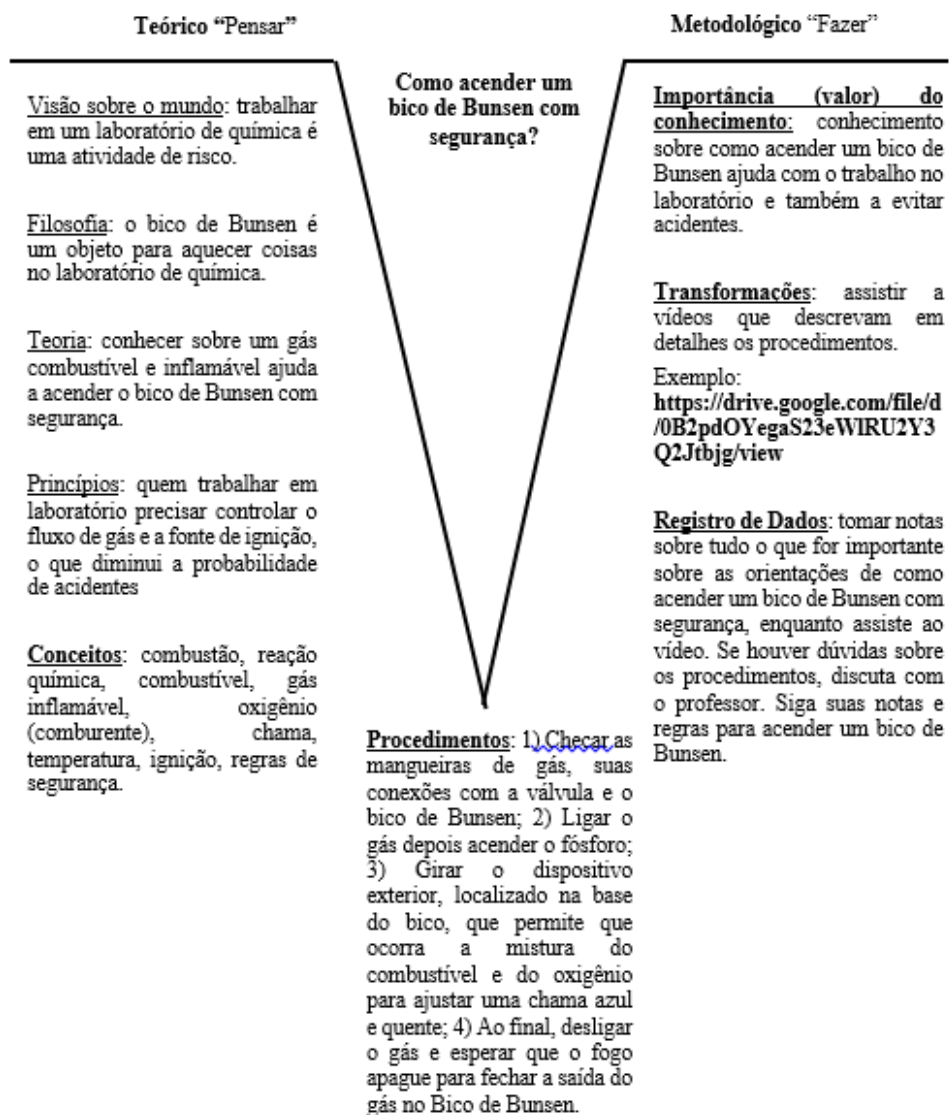 Teórico “Pensar”
Metodológico “Fazer”
Como acender um
bico de Bunsen com
segurança?
Visão sobre o mundo: trabalhar
em um laboratório de química é
uma atividade de risco.
Filosofia: o bico de Bunsen é
um objeto para aquecer coisas
no laboratório de química.
Teoria: conhecer sobre um gás
combustível e inflamável ajuda
a acender o bico de Bunsen com
segurança.
Princípios: quem trabalhar em
laboratório precisar controlar o
fluxo de gás e a fonte de ignição,
o que diminui a probabilidade
de acidentes
Conceitos: combustão, reação
química, combustível, gás
inflamável, oxigênio
(comburente), chama,
temperatura, ignição, regras de
segurança.
Importância (valor) do
conhecimento: conhecimento
sobre como acender um bico de
Bunsen ajuda com o trabalho no
laboratório e também a evitar
acidentes.
Transformações: assistir a
vídeos que descrevam em
detalhes os procedimentos.
Exemplo:
https://drive.google.com/file/d
/0B2pdOYegaS23eWlRU2Y3
Q2Jtbjg/view
Registro de Dados: tomar notas
sobre tudo o que for importante
sobre as orientações de como
acender um bico de Bunsen com
segurança, enquanto assiste ao
vídeo. Se houver dúvidas sobre
os procedimentos, discuta com
o professor. Siga suas notas e
regras para acender um bico de
Bunsen.
Procedimentos: 1) Checar as
mangueiras de gás, suas
conexões com a válvula e o
bico de Bunsen; 2) Ligar o
gás depois acender o fósforo;
3) Girar o dispositivo
exterior, localizado na base
do bico, que permite que
ocorra a mistura do
combustível e do oxigênio
para ajustar uma chama azul
e quente; 4) Ao final, desligar
o gás e esperar que o fogo
apague para fechar a saída do
gás no Bico de Bunsen.